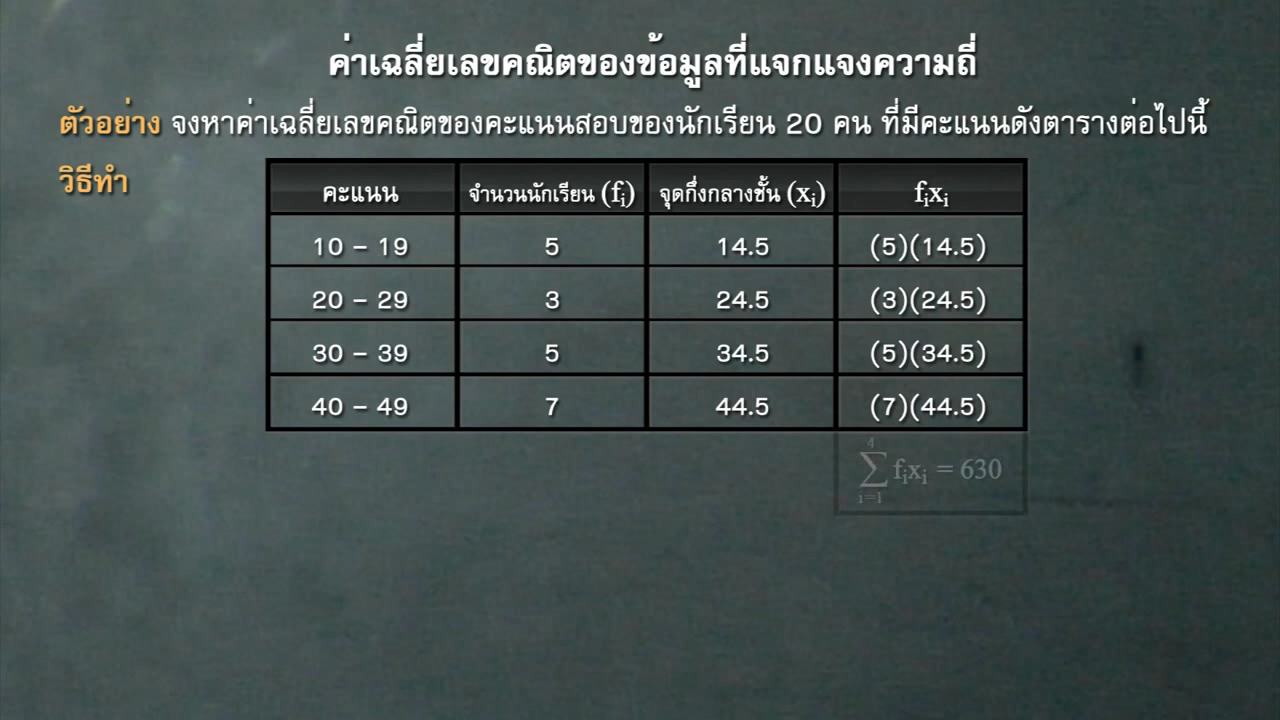 ค่าเฉลี่ยเลขคณิตของข้อมูลที่แจกแจงความถี่
ตัวอย่าง จงหาค่าเฉลี่ยเลขคณิตของคะแนนสอบของนักเรียน 20 คน ที่มีคะแนนดังตารางต่อไปนี้
วิธีทำ
คะแนน จำนวนนักเรียน (fᵢ) จุดกึ่งกลางชั้น (xᵢ) fᵢxᵢ
10 – 19 5 14.5 (5)(14.5)
20 – 29 3 24.5 (3)(24.5)
30 – 39 5 34.5 (5)(34.5)
40 – 49 7 44.5 (7)(44.5)
4
∑ fᵢxᵢ = 630
i=1